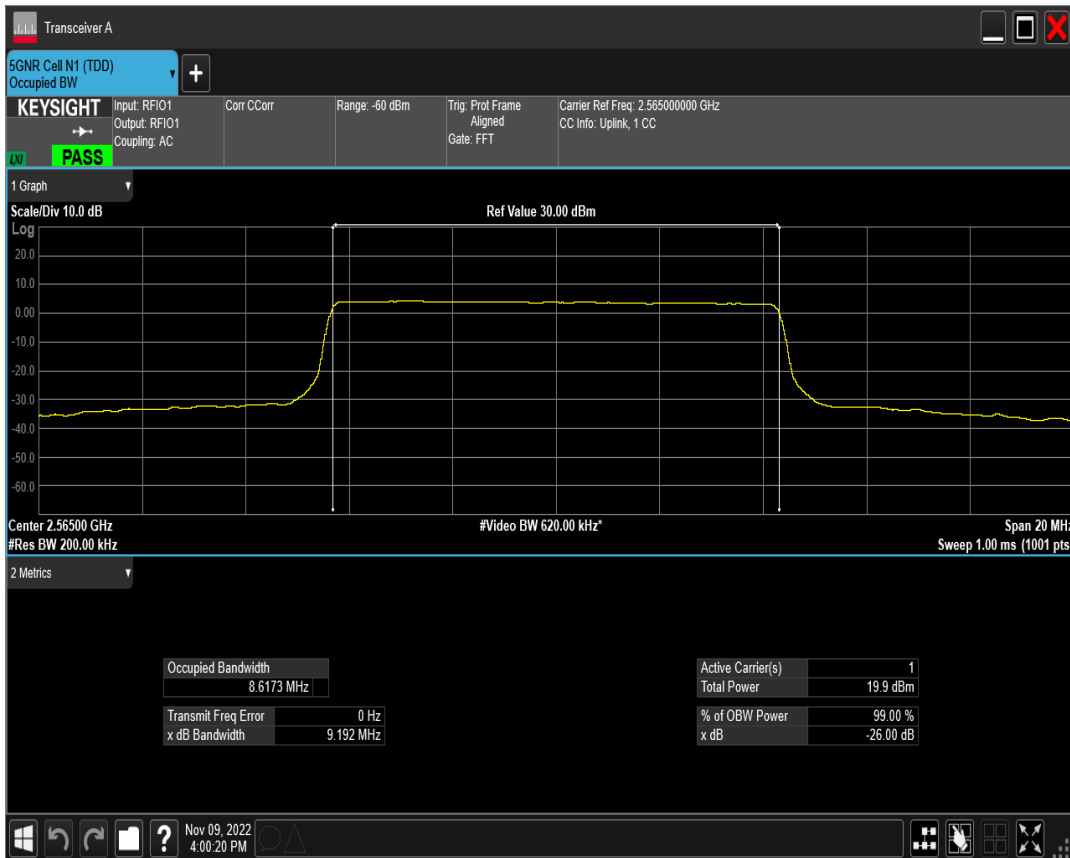 Transceiver A
5GNR Cell N1 (TDD)
Occupied BW
+
KEYSIGHT
LXI
PASS
Input: RFIO1
Output: RFIO1
Coupling: AC
Corr CCorr
Range: -60 dBm
Trig: Prot Frame
Aligned
Gate: FFT
Carrier Ref Freq: 2.565000000 GHz
CC Info: Uplink, 1 CC
1 Graph
Scale/Div 10.0 dB
Ref Value 30.00 dBm
Log
20.0
10.0
0.00
-10.0
-20.0
-30.0
-40.0
-50.0
-60.0
Center 2.56500 GHz
#Video BW 620.00 kHz*
Span 20 MHz
#Res BW 200.00 kHz
Sweep 1.00 ms (1001 pts
2 Metrics
Occupied Bandwidth
8.6173 MHz
Transmit Freq Error 0 Hz
x dB Bandwidth 9.192 MHz
Active Carrier(s) 1
Total Power 19.9 dBm
% of OBW Power 99.00 %
x dB -26.00 dB
?
Nov 09, 2022
4:00:20 PM